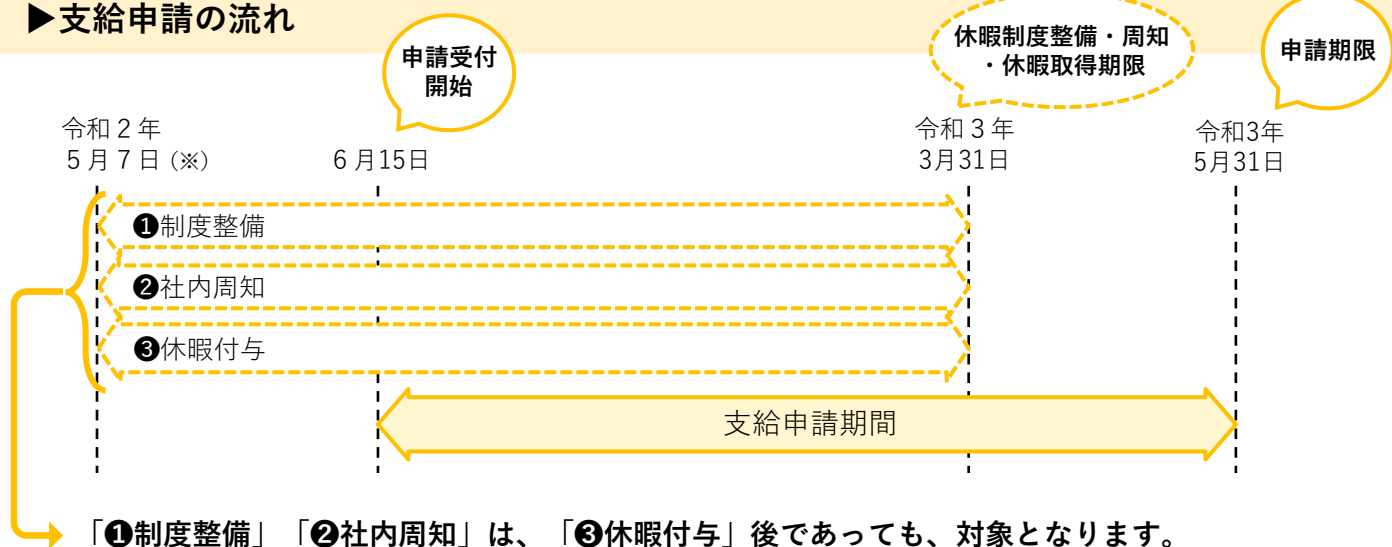 ▶支給申請の流れ
申請受付
開始
休暇制度整備・周知
・休暇取得期限
申請期限
令和２年
５月７日（※）
６月15日
令和３年
3月31日
令和3年
5月31日
❶制度整備
❷社内周知
❸休暇付与
支給申請期間
「❶制度整備」「❷社内周知」は、「❸休暇付与」後であっても、対象となります。